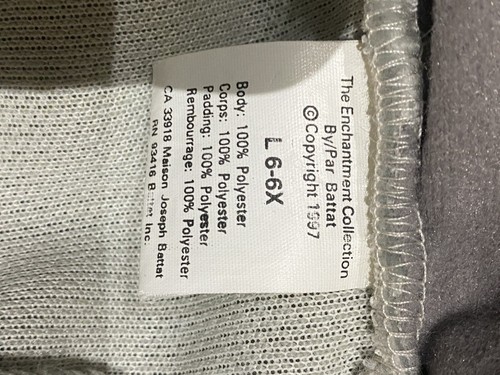 The Enchantment Collection
By/Par Battat
©Copyright 1997
L 6-6X
Body: 100% Polyester
Corps: 100% Polyester
Padding: 100% Polyester
Rembourrage: 100% Polyester
CA 33918 Maison Joseph Battat
RN 93416 Battat Inc.